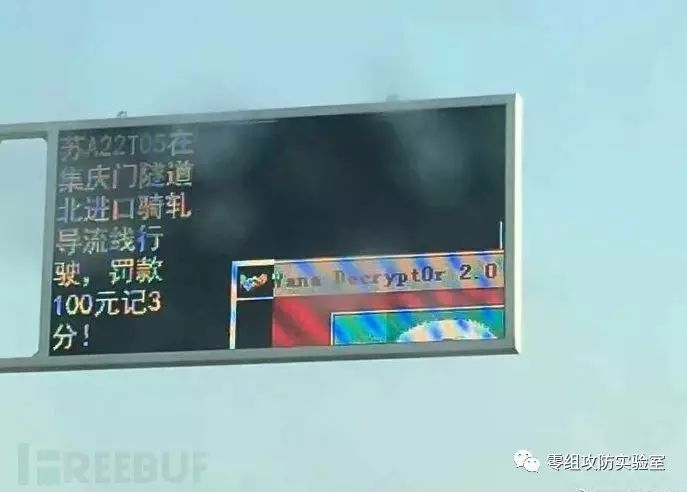 苏A22T05在
集庆门隧道
北进口骑轧
导流线行
驶，罚款
100元记3
分！
Wana Decrypt0r 2.0
FREEBUF
零组攻防实验室